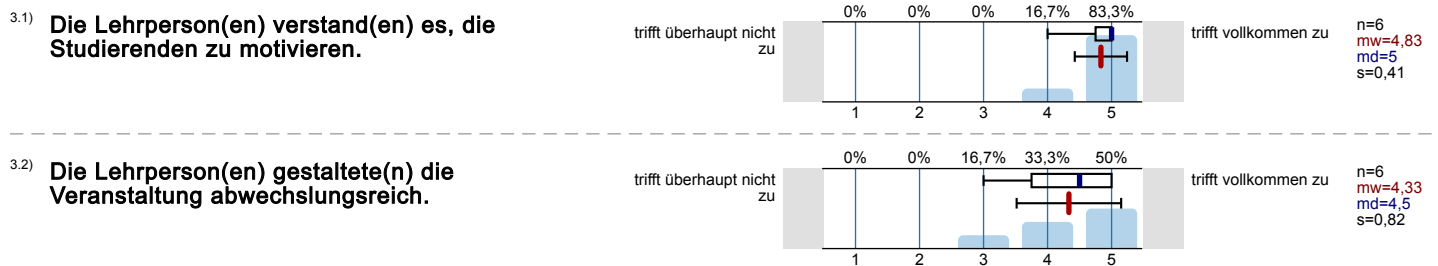 3.1) Die Lehrperson(en) verstand(en) es, die
Studierenden zu motivieren.
trifft überhaupt nicht
zu
0% 0% 0% 16,7% 83,3%
1 2 3 4 5
trifft vollkommen zu
n=6
mw=4,83
md=5
s=0,41
3.2) Die Lehrperson(en) gestaltete(n) die
Veranstaltung abwechslungsreich.
trifft überhaupt nicht
zu
0% 0% 16,7% 33,3% 50%
1 2 3 4 5
trifft vollkommen zu
n=6
mw=4,33
md=4,5
s=0,82